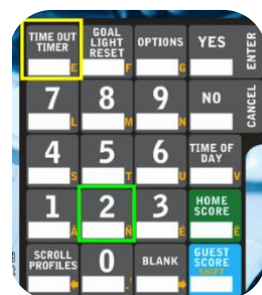 TIME OUT TIMER
E
GOAL LIGHT RESET
F
OPTIONS
G
YES
ENTER
7
L
8
M
9
N
NO
CANCEL
4
S
5
T
6
U
TIME OF DAY
V
1
À
2
Ñ
3
É
HOME SCORE
È
SCROLL PROFILES
0
.'
BLANK
GUEST SCORE
SHIFT